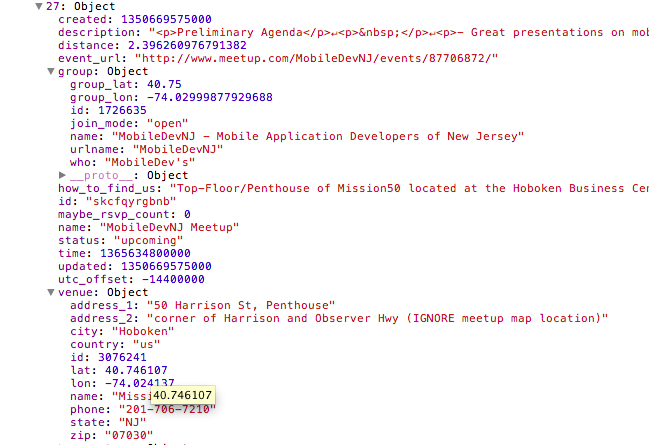 ▼ 27: Object
created: 1350669575000
description: "<p>Preliminary Agenda</p>↵<p>&nbsp;</p>↵<p>- Great presentations on mob
distance: 2.396260976791382
event_url: "http://www.meetup.com/MobileDevNJ/events/87706872/"
▼ group: Object
group_lat: 40.75
group_lon: -74.02999877929688
id: 1726635
join_mode: "open"
name: "MobileDevNJ - Mobile Application Developers of New Jersey"
urlname: "MobileDevNJ"
who: "MobileDev's"
▶ __proto__: Object
how_to_find_us: "Top-Floor/Penthouse of Mission50 located at the Hoboken Business Cen
id: "skcfqyrgbnb"
maybe_rsvp_count: 0
name: "MobileDevNJ Meetup"
status: "upcoming"
time: 1365634800000
updated: 1350669575000
utc_offset: -14400000
▼ venue: Object
address_1: "50 Harrison St, Penthouse"
address_2: "corner of Harrison and Observer Hwy (IGNORE meetup map location)"
city: "Hoboken"
country: "us"
id: 3076241
lat: 40.746107
lon: -74.024137
name: "Missi
40.746107
phone: "201-706-7210"
state: "NJ"
zip: "07030"